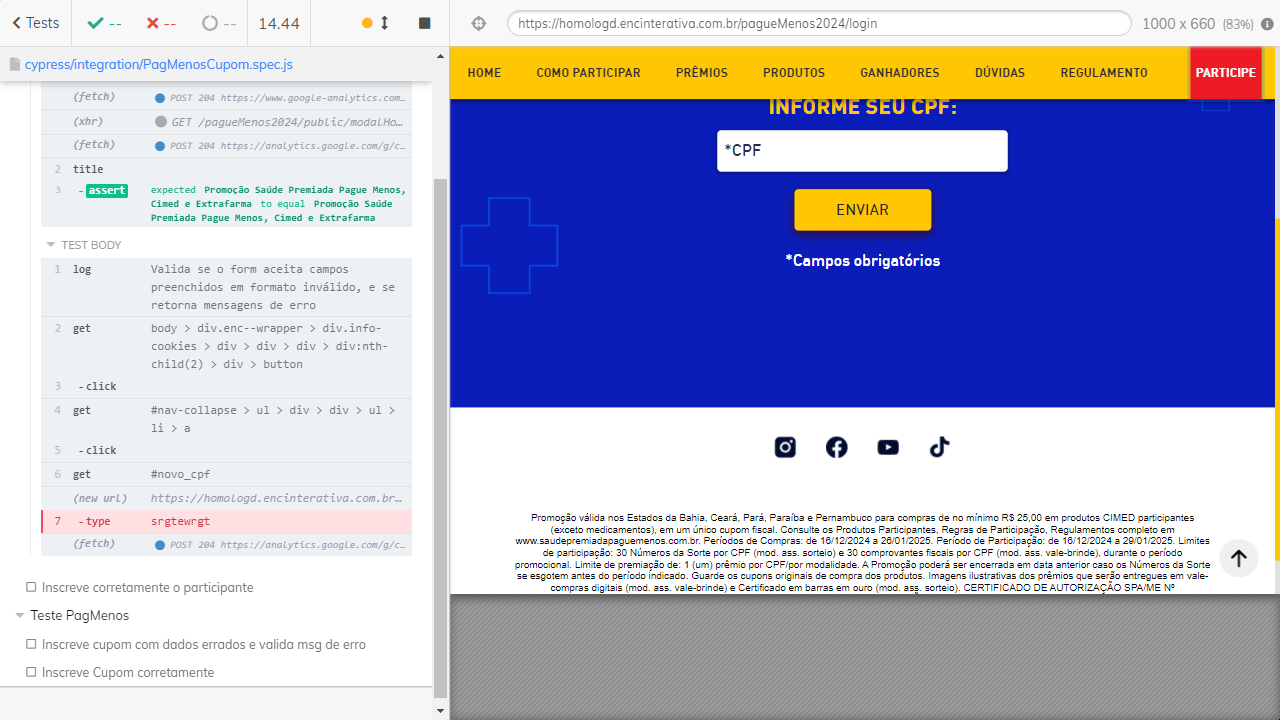 Tests
--
--
--
14.44
https://homologd.encinterativa.com.br/pagueMenos2024/login
1000 x 660 (83%)
cypress/integration/PagMenosCupom.spec.js
(fetch) POST 204 https://www.google-analytics.com…
(xhr) GET /pagueMenos2024/public/modalHo…
(fetch) POST 204 https://analytics.google.com/g/c…
2 title
3 -assert expected Promoção Saúde Premiada Pague Menos,
Cimed e Extrafarma to equal Promoção Saúde
Premiada Pague Menos, Cimed e Extrafarma
TEST BODY
1 log Valida se o form aceita campos
preenchidos em formato inválido, e se
retorna mensagens de erro
2 get body > div.enc--wrapper > div.info-
cookies > div > div > div > div:nth-
child(2) > div > button
3 -click
4 get #nav-collapse > ul > div > div > ul >
li > a
5 -click
6 get #novo_cpf
(new url) https://homologd.encinterativa.com.br…
7 -type srgtewrgt
(fetch) POST 204 https://analytics.google.com/g/c…
Inscreve corretamente o participante
Teste PagMenos
Inscreve cupom com dados errados e valida msg de erro
Inscreve Cupom corretamente
HOME COMO PARTICIPAR PRÊMIOS PRODUTOS GANHADORES DÚVIDAS REGULAMENTO PARTICIPE
INFORME SEU CPF:
*CPF
ENVIAR
*Campos obrigatórios
Promoção válida nos Estados da Bahia, Ceará, Pará, Paraíba e Pernambuco para compras de no mínimo R$ 25,00 em produtos CIMED participantes
(exceto medicamentos), em um único cupom fiscal. Consulte os Produtos Participantes, Regras de Participação, Regulamentos completo em
www.saudepremiadapaguemenos.com.br. Períodos de Compras: de 16/12/2024 a 26/01/2025. Período de Participação: de 16/12/2024 a 29/01/2025. Limites
de participação: 30 Números da Sorte por CPF (mod. ass. sorteio) e 30 comprovantes fiscais por CPF (mod. ass. vale-brinde), durante o período
promocional. Limite de premiação de: 1 (um) prêmio por CPF/por modalidade. A Promoção poderá ser encerrada em data anterior caso os Números da Sorte
se esgotem antes do período indicado. Guarde os cupons originais de compra dos produtos. Imagens ilustrativas dos prêmios que serão entregues em vale-
compras digitais (mod. ass. vale-brinde) e Certificado em barras em ouro (mod. ass. sorteio). CERTIFICADO DE AUTORIZAÇÃO SPA/ME Nº